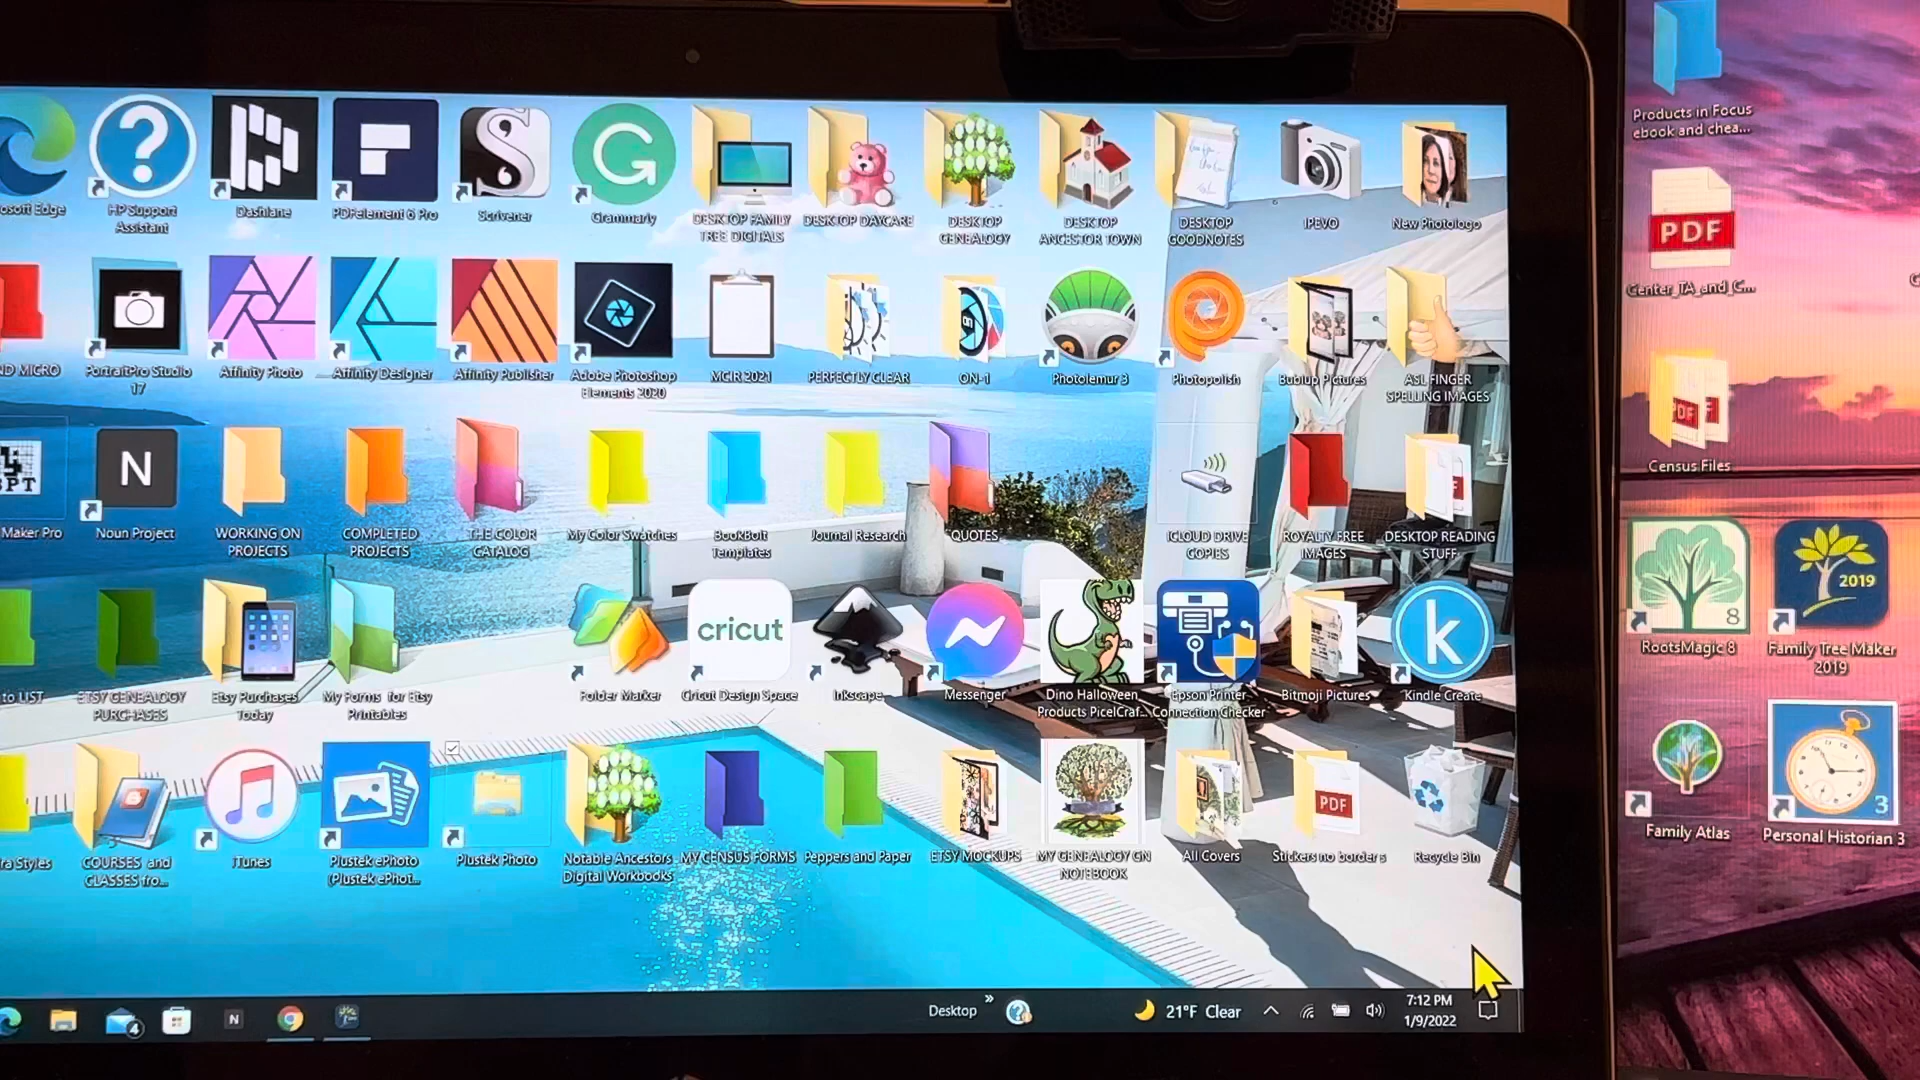 osoft Edge
HP Support
Assistant
Dashlane
PDFelement 6 Pro
Scrivener
Grammarly
DESKTOP FAMILY
TREE DIGITALS
DESKTOP DAYCARE
DESKTOP
GENEALOGY
DESKTOP
ANCESTOR TOWN
DESKTOP
GOODNOTES
IPEVO
New Photologo
ND MICRO
PortraitPro Studio
17
Affinity Photo
Affinity Designer
Affinity Publisher
Adobe Photoshop
Elements 2020
MCIR 2021
PERFECTLY CLEAR
ON
ON-1
Photolemur 3
Photopolish
Bublup Pictures
ASL FINGER
SPELLING IMAGES
Maker Pro
N
Noun Project
WORKING ON
PROJECTS
COMPLETED
PROJECTS
THE COLOR
CATALOG
My Color Swatches
BookBolt
Templates
Journal Research
QUOTES
ICLOUD DRIVE
COPIES
ROYALTY FREE
IMAGES
DESKTOP READING
STUFF
to LIST
ETSY GENEALOGY
PURCHASES
Etsy Purchases
Today
My Forms for Etsy
Printables
Folder Marker
cricut
Cricut Design Space
Inkscape
Messenger
Dino Halloween
Products PicelCraf...
Epson Printer
Connection Checker
Bitmoji Pictures
k
Kindle Create
ra Styles
COURSES and
CLASSES fro...
iTunes
Plustek ePhoto
(Plustek ePhot...
Plustek Photo
Notable Ancestors
Digital Workbooks
MY CENSUS FORMS
Peppers and Paper
ETSY MOCKUPS
MY GENEALOGY GN
NOTEBOOK
All Covers
PDF
Stickers no borders
Recycle Bin
4
N
Desktop
21°F Clear
7:12 PM
1/9/2022
Products in Focus
ebook and chea...
PDF
Center_TA_and_C...
PDF
Census Files
8
RootsMagic 8
2019
Family Tree Maker
2019
Family Atlas
3
Personal Historian 3